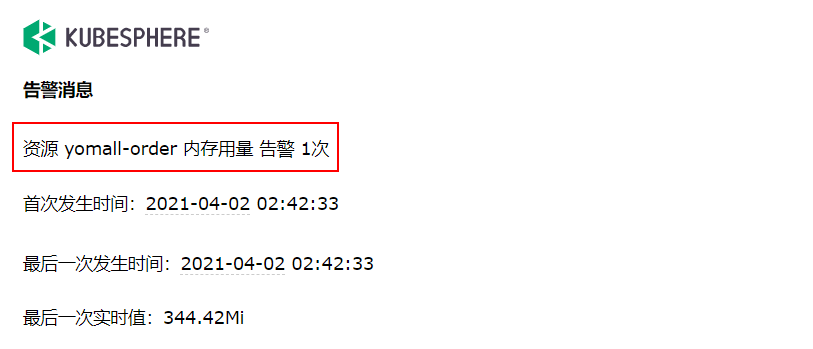 KUBESPHERE®
告警消息
资源 yomall-order 内存用量 告警 1次
首次发生时间：2021-04-02 02:42:33
最后一次发生时间：2021-04-02 02:42:33
最后一次实时值：344.42Mi